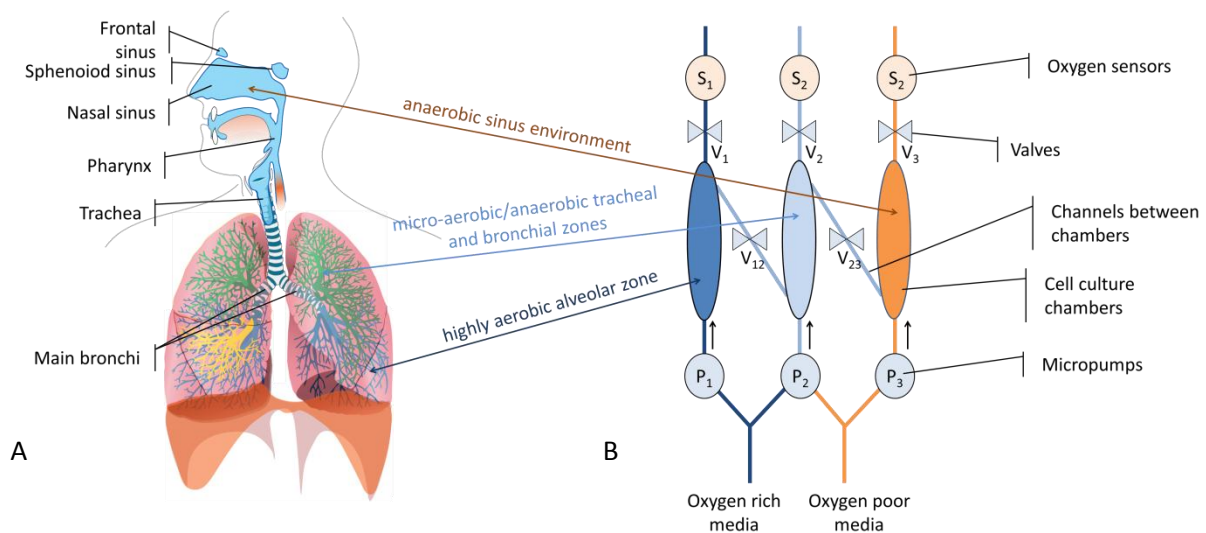 Frontal
sinus
Sphenoiod sinus
Nasal sinus
Pharynx
Trachea
Main bronchi
A
anaerobic sinus environment
micro-aerobic/anaerobic tracheal
and bronchial zones
highly aerobic alveolar zone
S1
S2
S2
V1
V2
V3
V12
V23
P1
P2
P3
B
Oxygen rich
media
Oxygen poor
media
Oxygen sensors
Valves
Channels between
chambers
Cell culture
chambers
Micropumps